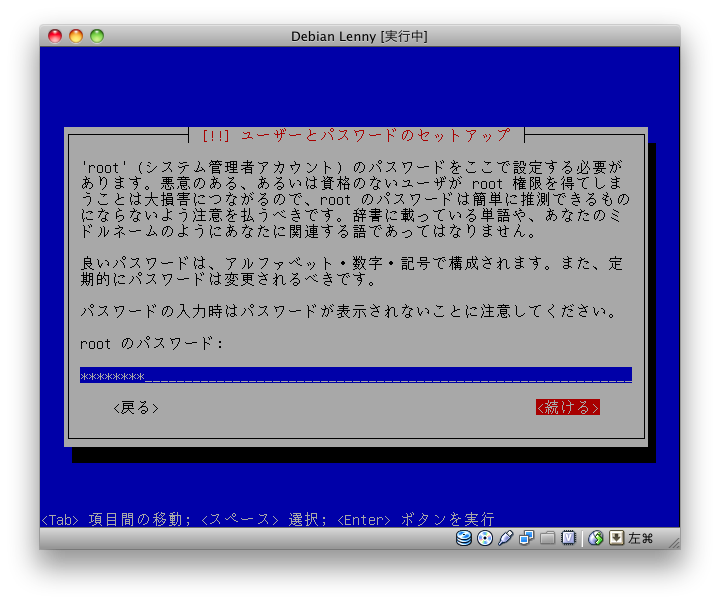 Debian Lenny [実行中]
[!!] ユーザーとパスワードのセットアップ
'root' (システム管理者アカウント) のパスワードをここで設定する必要が
あります。悪意のある、あるいは資格のないユーザが root 権限を得てしま
うことは大損害につながるので、root のパスワードは簡単に推測できるもの
にならないよう注意を払うべきです。辞書に載っている単語や、あなたのミ
ドルネームのようにあなたに関連する語であってはなりません。
良いパスワードは、アルファベット・数字・記号で構成されます。また、定
期的にパスワードは変更されるべきです。
パスワードの入力時はパスワードが表示されないことに注意してください。
root のパスワード:
********_____________________________________________________________
<戻る> <続ける>
<Tab> 項目間の移動; <スペース> 選択; <Enter> ボタンを実行
V 左⌘